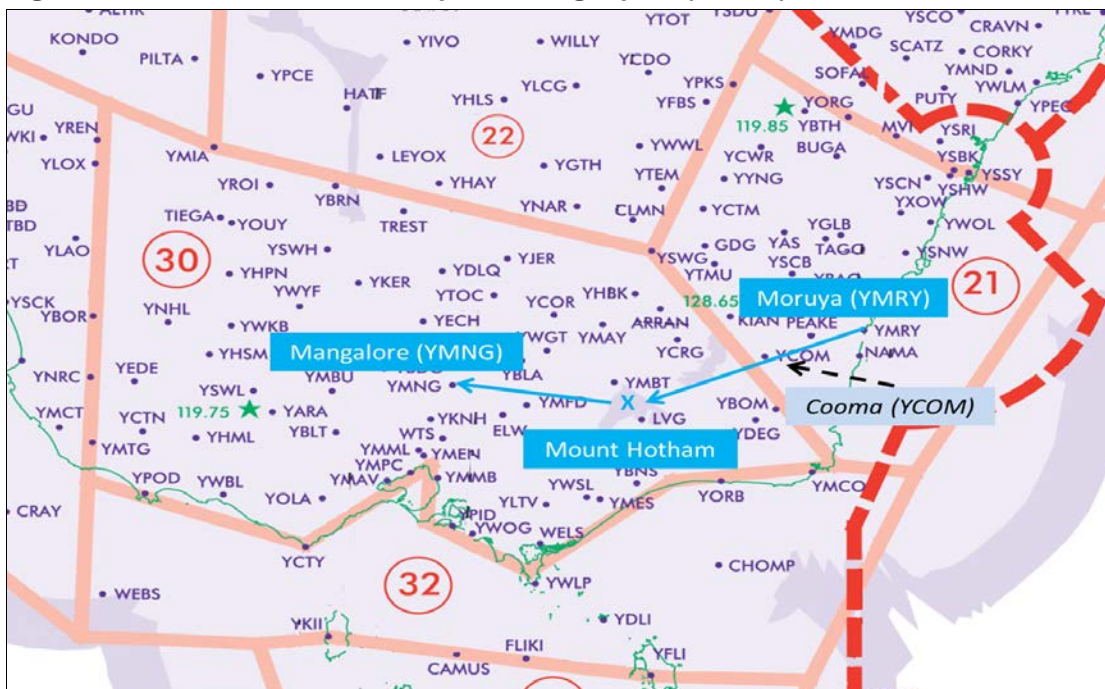 KONDO
PILTA
YPCE
HATF
YIVO
WILLY
YTOT
YSDU
YCDO
YLCG
YHLS
YPKS
YFBS
YMDG
YSCO
CRAVN
SCATZ
CORKY
YMND
SOFAL
YWLM
PUTY
YPEC
YORG
119.85
YBTH
BUGA
MVI
YSRI
YSBK
YSSY
YSHW
YSCN
YXOW
YWOL
YREN
YLOX
YMIA
LEYOX
22
YGTH
YWWL
YCWR
YTEM
YYNG
YROI
YBRN
YHAY
YNAR
CLMN
YCTM
TIEGA
YOUY
TREST
YLAO
30
YSWH
YJER
YSWG
GDG
YAS
YGLB
TAGO
YSCB
YTMU
YSNW
21
YHPN
YKER
YDLQ
YWYF
YTOC
YHBK
128.65
Moruya (YMRY)
YSCK
YBOR
YNHL
YCOR
YWKB
YECH
YWGT
YMAY
ARRAN
KIAN
PEAKE
YMRY
YHSM
Mangalore (YMNG)
YCRG
YCOM
NAMA
YNRC
YEDE
YMBU
YMNG
YBLA
YMBT
YSWL
119.75
YMCT
YCTN
YARA
YKNH
YMFD
X
YBOM
Cooma (YCOM)
YMTG
YHML
YBLT
WTS
ELW
LVG
YDEG
Mount Hotham
YMML
YMEN
YMPC
YPOD
YWBL
YOLA
YMAV
YMMB
YLTV
YWSL
YBNS
YMES
YORB
YMCO
CRAY
YPID
YWOG
WELS
YCTY
32
YWLP
CHOMP
WEBS
YDLI
YKII
FLIKI
CAMUS
YFLI